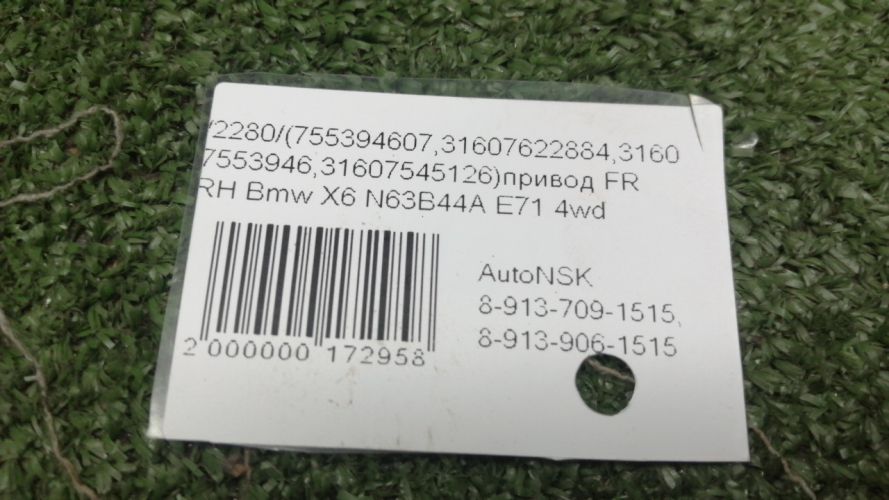 /2280/(755394607,31607622884,3160
7553946,31607545126)привод FR
RH Bmw X6 N63B44A E71 4wd
AutoNSK
8-913-709-1515,
8-913-906-1515
2 000000 172958